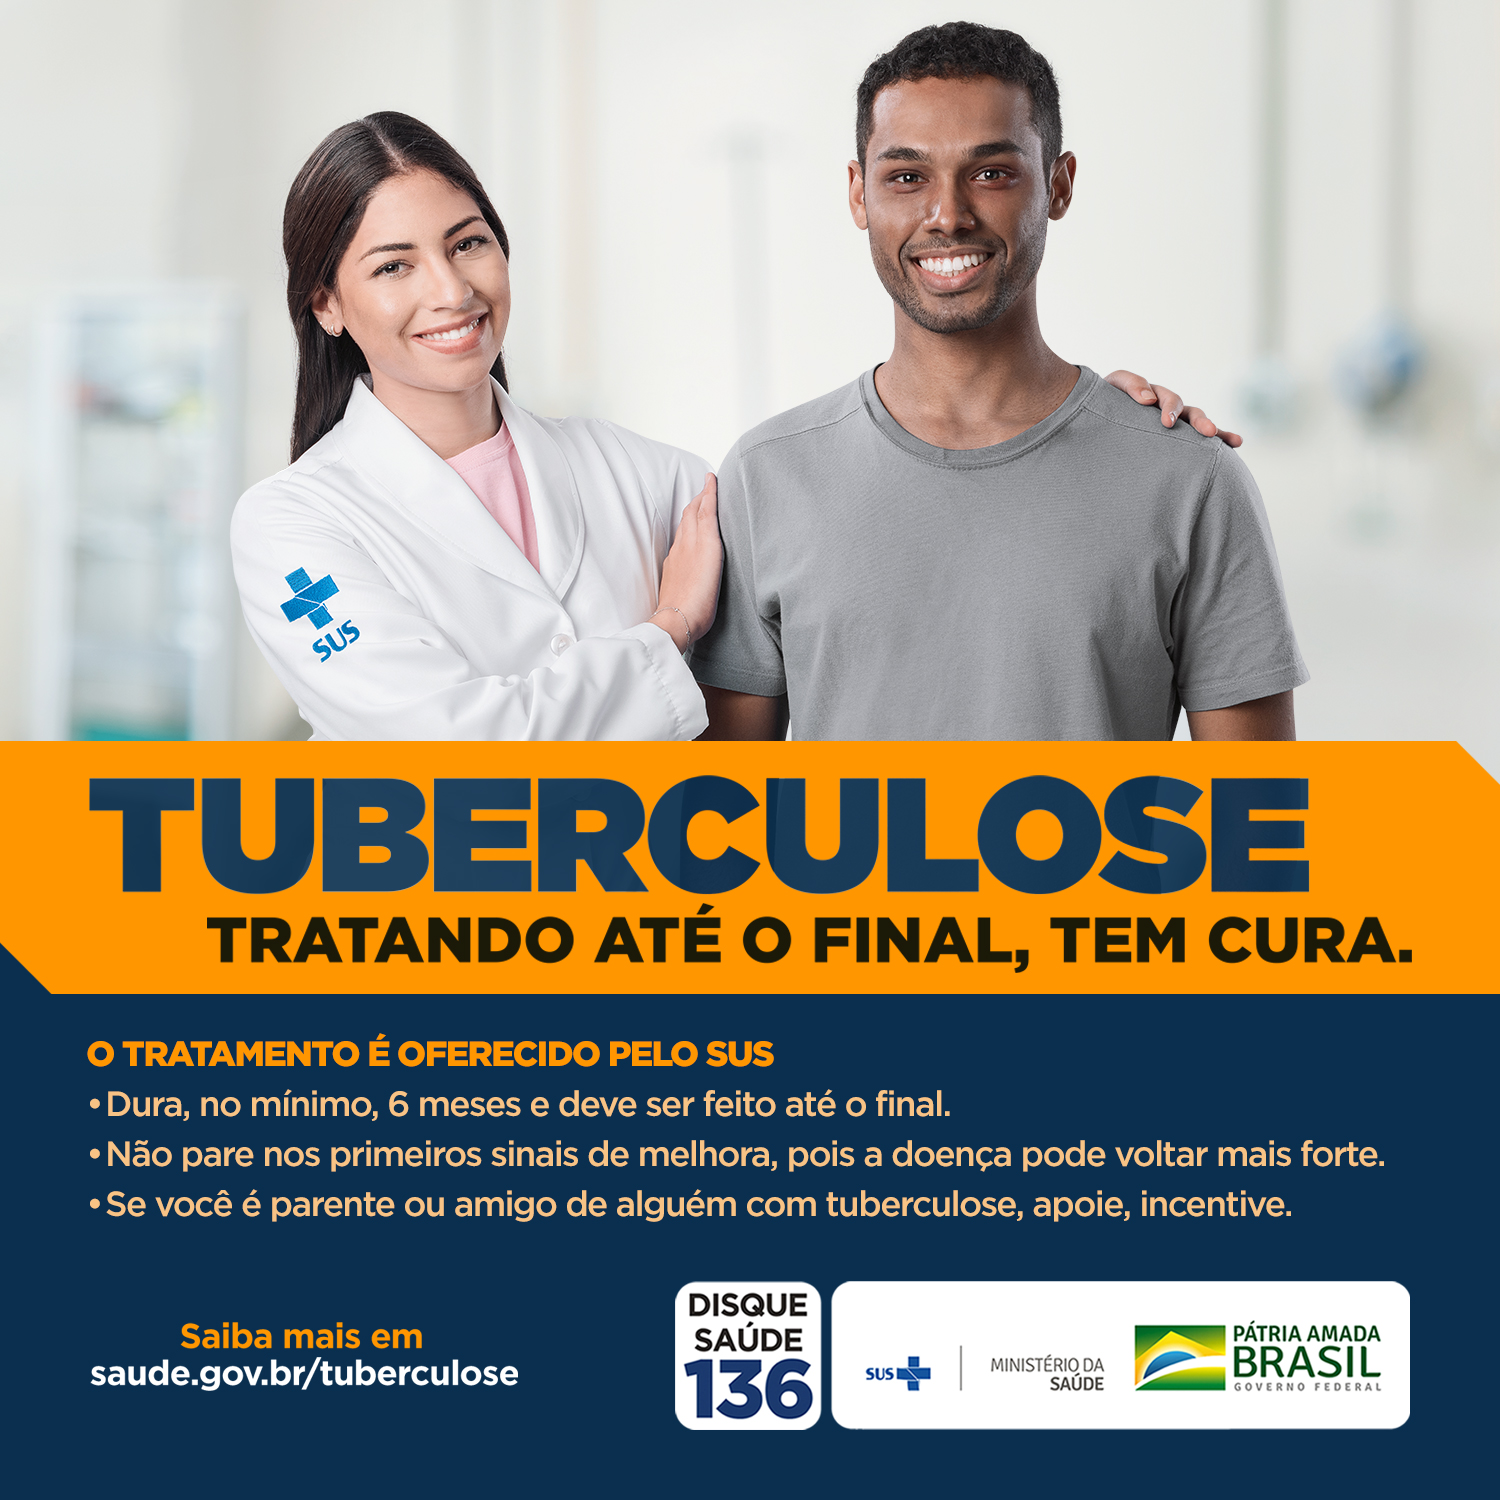 SUS
TUBERCULOSE
TRATANDO ATÉ O FINAL, TEM CURA.
O TRATAMENTO É OFERECIDO PELO SUS
• Dura, no mínimo, 6 meses e deve ser feito até o final.
• Não pare nos primeiros sinais de melhora, pois a doença pode voltar mais forte.
• Se você é parente ou amigo de alguém com tuberculose, apoie, incentive.
Saiba mais em
saude.gov.br/tuberculose
DISQUE
SAÚDE
136
SUS
MINISTÉRIO DA
SAÚDE
PÁTRIA AMADA
BRASIL
GOVERNO FEDERAL